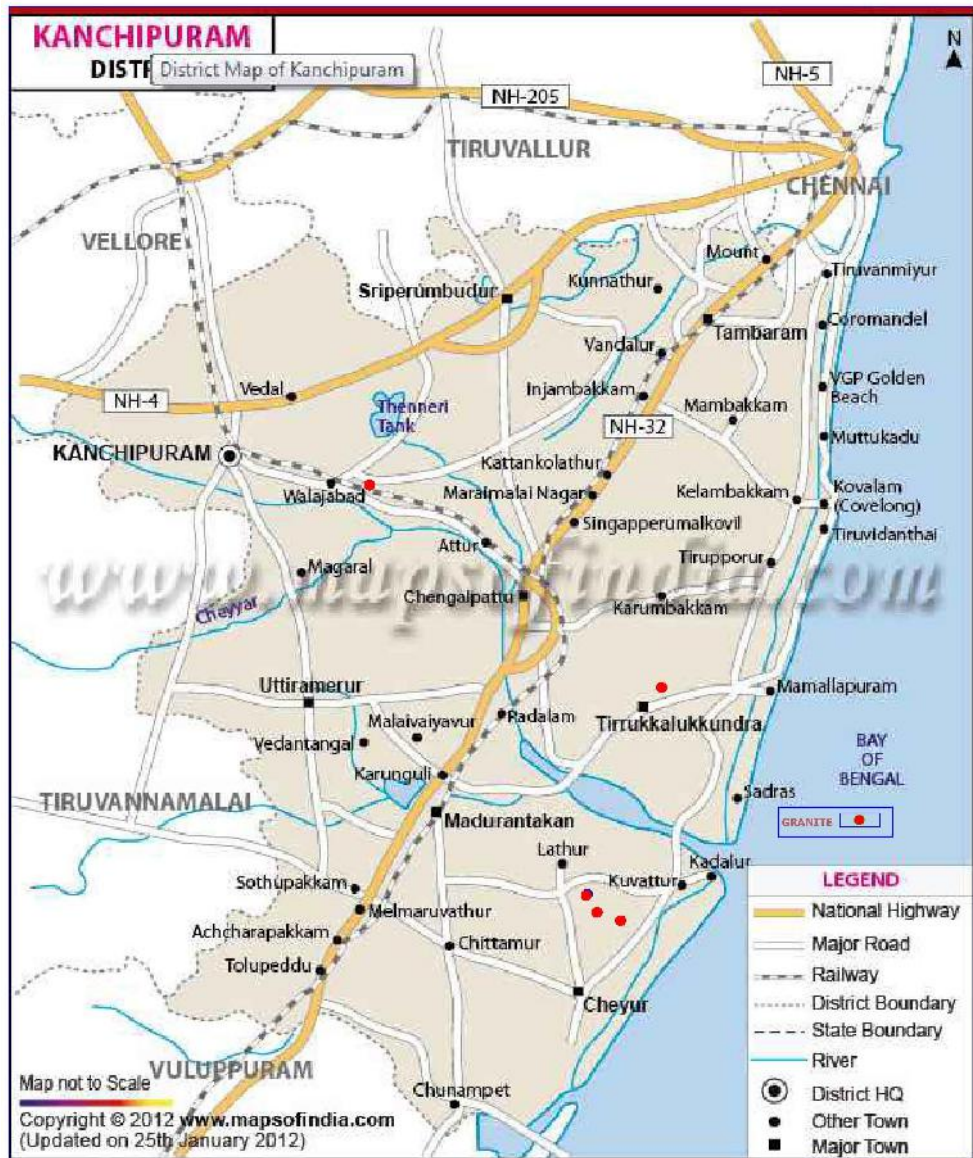 KANCHIPURAM
DISTR
District Map of Kanchipuram
N
NH-5
NH-205
TIRUVALLUR
CHENNAI
VELLORE
Mount
Tiruvanmiyur
Kunnathur
Sriperumbudur
Tambaram
Coromandel
Vandalur
Vedal
Injambakkam
VGP Golden
Beach
NH-4
Thenneri
Tank
Mambakkam
NH-32
Muttukadu
KANCHIPURAM
Kattankolathur
Walajabad
Maraimalai Nagar
Kelambakkam
Kovalam
(Covelong)
Singapperumalkovil
Tiruvidanthai
Attur
Tirupporur
Magaral
www.mapsofindia.com
Chengalpattu
Karumbakkam
Cheyyar
Uttiramerur
Mamallapuram
Malaivaiyavur
Padalam
Tirrukkalukkundra
Vedantangal
BAY
OF
BENGAL
Karunguli
TIRUVANNAMALAI
Sadras
Madurantakan
GRANITE
Lathur
Kadalur
Sothupakkam
Kuvattur
LEGEND
Melmaruvathur
National Highway
Achcharapakkam
Chittamur
Major Road
Tolupeddu
Railway
Cheyur
District Boundary
State Boundary
VULUPPURAM
River
Map not to Scale
Chunampet
District HQ
Copyright © 2012 www.mapsofindia.com
Other Town
(Updated on 25th January 2012)
Major Town